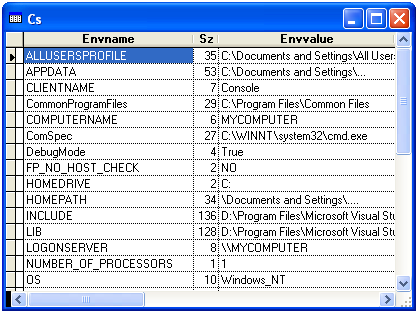 Cs
Envname Sz Envvalue
ALLUSERSPROFILE 35 C:\Documents and Settings\All Users
APPDATA 53 C:\Documents and Settings\...
CLIENTNAME 7 Console
CommonProgramFiles 29 C:\Program Files\Common Files
COMPUTERNAME 6 MYCOMPUTER
ComSpec 27 C:\WINNT\system32\cmd.exe
DebugMode 4 True
FP_NO_HOST_CHECK 2 NO
HOMEDRIVE 2 C:
HOMEPATH 34 \Documents and Settings\....
INCLUDE 136 D:\Program Files\Microsoft Visual Stu
LIB 128 D:\Program Files\Microsoft Visual Stu
LOGONSERVER 8 \\MYCOMPUTER
NUMBER_OF_PROCESSORS 1 1
OS 10 Windows_NT